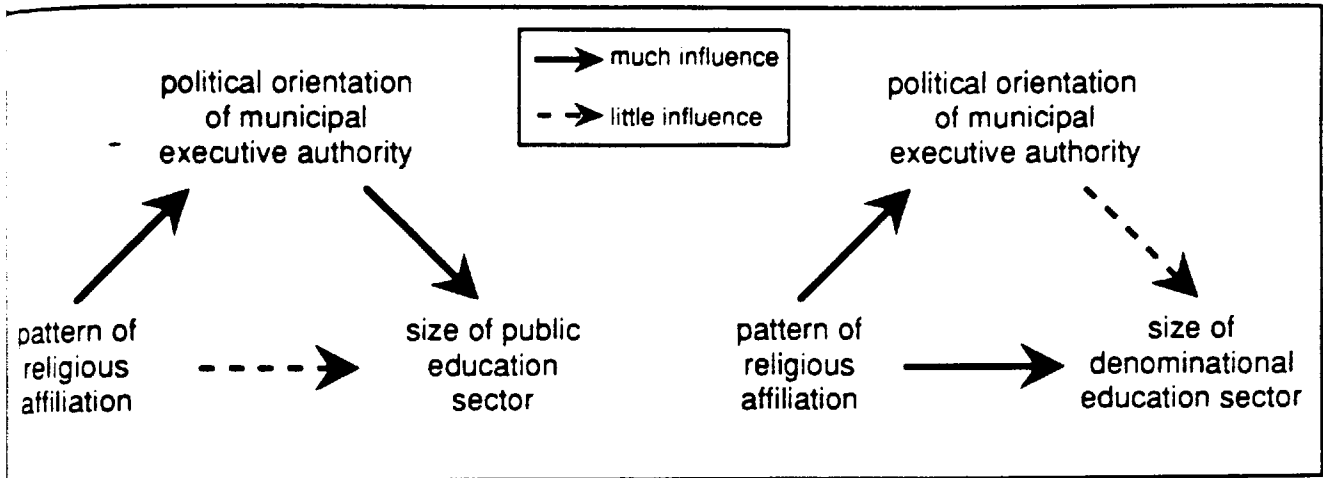 much influence
little influence
political orientation
of municipal
executive authority
pattern of
religious
affiliation
size of public
education
sector
political orientation
of municipal
executive authority
pattern of
religious
affiliation
size of
denominational
education sector